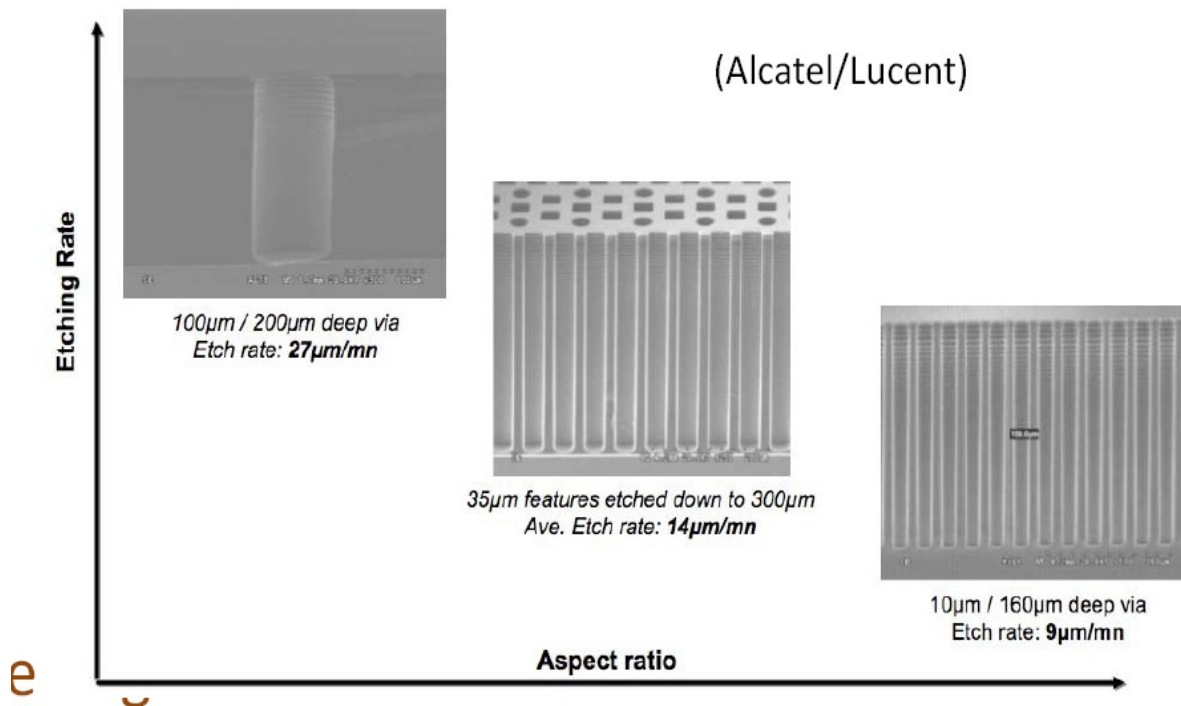 (Alcatel/Lucent)
Etching Rate
100µm / 200µm deep via
Etch rate: 27µm/mn
35µm features etched down to 300µm
Ave. Etch rate: 14µm/mn
10µm / 160µm deep via
Etch rate: 9µm/mn
Aspect ratio
e